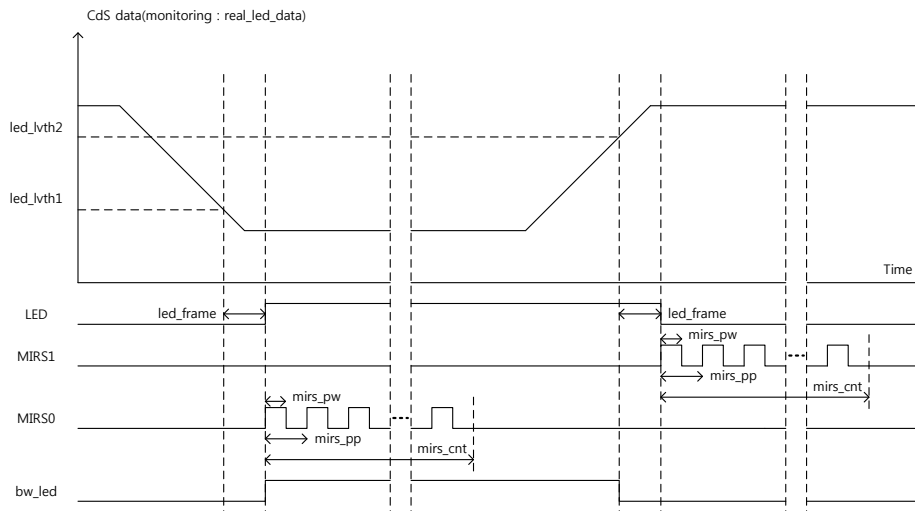 CdS data(monitoring : real_led_data)
led_lvth2
led_lvth1
Time
LED
led_frame
led_frame
mirs_pw
MIRS1
mirs_pp
mirs_cnt
mirs_pw
MIRS0
mirs_pp
mirs_cnt
bw_led